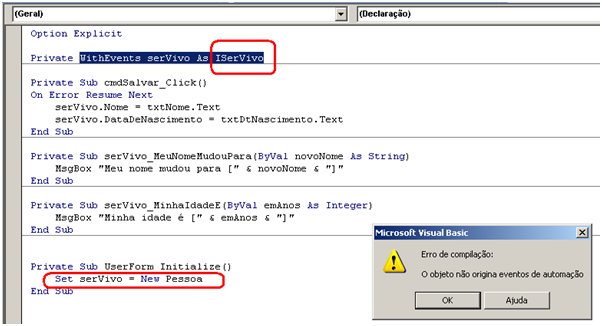 (Geral) (Declaração)
Option Explicit
Private WithEvents serVivo As ISerVivo
Private Sub cmdSalvar_Click()
On Error Resume Next
serVivo.Nome = txtNome.Text
serVivo.DataDeNascimento = txtDtNascimento.Text
End Sub
Private Sub serVivo_MeuNomeMudouPara(ByVal novoNome As String)
MsgBox "Meu nome mudou para [" & novoNome & "]"
End Sub
Private Sub serVivo_MinhaIdadeE(ByVal emAnos As Integer)
MsgBox "Minha idade é [" & emAnos & "]"
End Sub
Private Sub UserForm_Initialize()
Set serVivo = New Pessoa
End Sub
Microsoft Visual Basic
Erro de compilação:
O objeto não origina eventos de automação
OK Ajuda